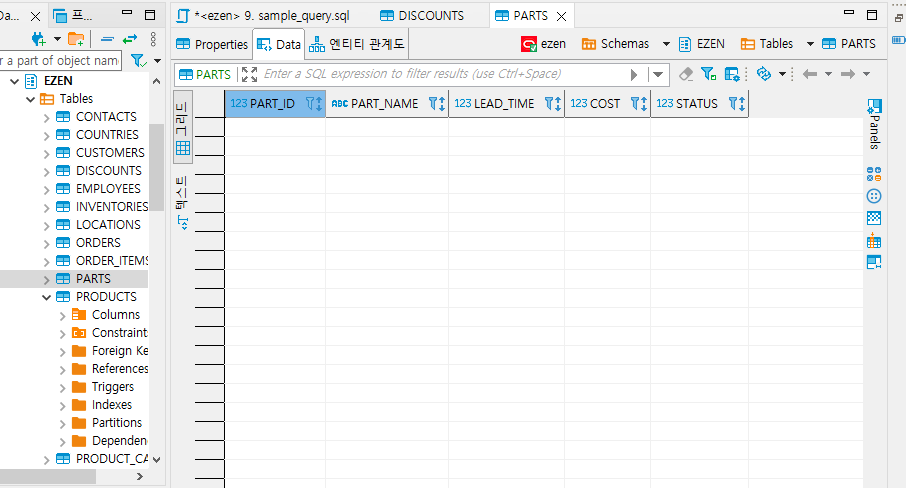 Da...
프...
*<ezen> 9. sample_query.sql
DISCOUNTS
PARTS
Properties
Data
엔티티 관계도
ezen
Schemas
EZEN
Tables
PARTS
r a part of object name
PARTS
Enter a SQL expression to filter results (use Ctrl+Space)
EZEN
Tables
CONTACTS
COUNTRIES
CUSTOMERS
DISCOUNTS
EMPLOYEES
INVENTORIES
LOCATIONS
ORDERS
ORDER_ITEMS
PARTS
PRODUCTS
Columns
Constraint
Foreign Ke
References
Triggers
Indexes
Partitions
Dependen
PRODUCT_CA
그리드
텍스트
123 PART_ID
ABC PART_NAME
123 LEAD_TIME
123 COST
123 STATUS
Panels